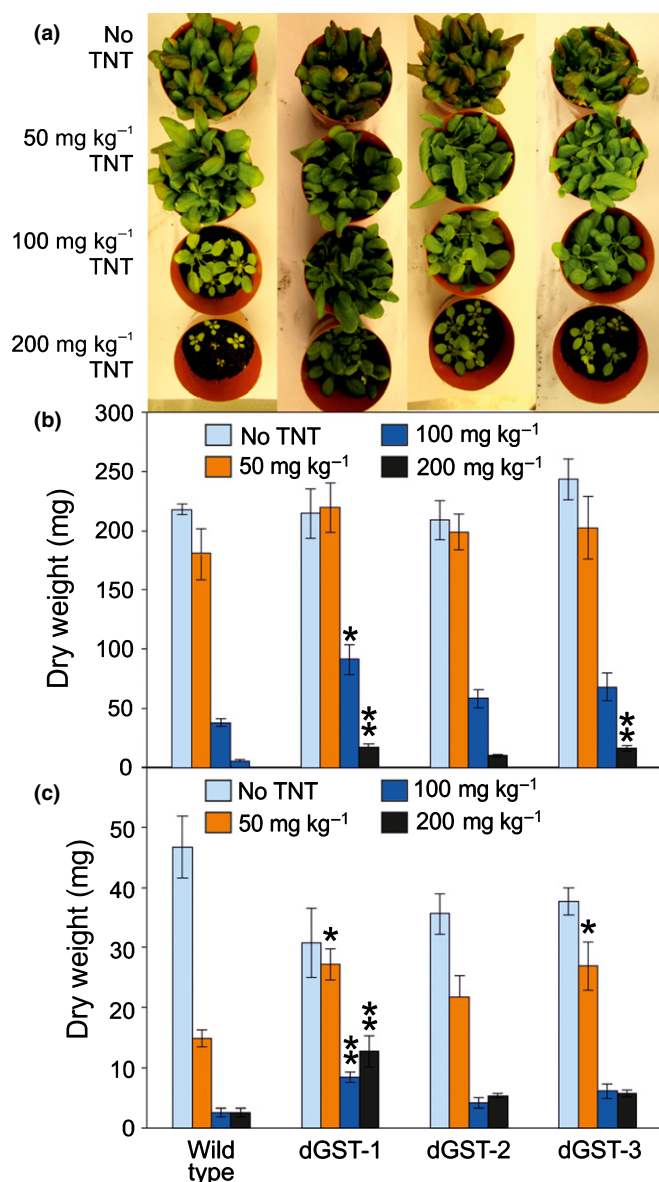 (a)
No
TNT
50 mg kg⁻¹
TNT
100 mg kg⁻¹
TNT
200 mg kg⁻¹
TNT
(b)
300
No TNT
100 mg kg⁻¹
50 mg kg⁻¹
200 mg kg⁻¹
250
200
150
100
50
0
Dry weight (mg)
*
**
**
(c)
No TNT
100 mg kg⁻¹
50 mg kg⁻¹
200 mg kg⁻¹
50
40
30
20
10
0
Dry weight (mg)
*
**
**
*
Wild
type
dGST-1
dGST-2
dGST-3